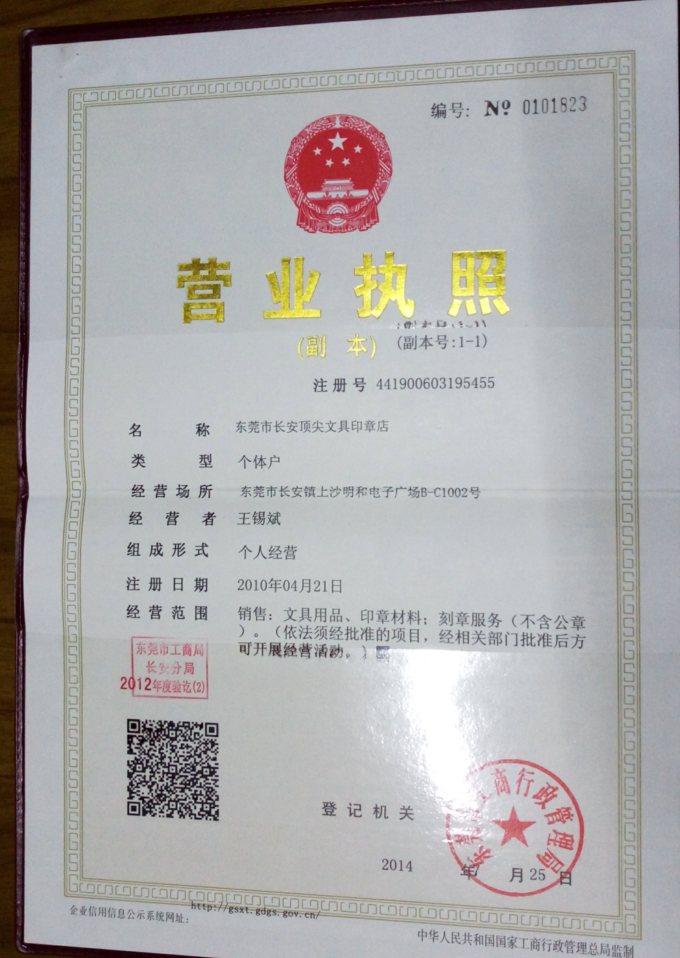 编号: № 0101823
营业执照
(副本)
(副本号:1-1)
注册号 441900603195455
名称 东莞市长安顶尖文具印章店
类型 个体户
经营场所 东莞市长安镇上沙明和电子广场B-C1002号
经营者 王锡斌
组成形式 个人经营
注册日期 2010年04月21日
经营范围 销售: 文具用品、印章材料; 刻章服务(不含公章
)。(依法须经批准的项目, 经相关部门批准后方
可开展经营活动。)
东莞市工商局
长安分局
2012年度验讫(2)
登记机关
工商行政管理局
2014 年 月25日
企业信用信息公示系统网址: http://gsxt.gdgs.gov.cn/
中华人民共和国国家工商行政管理总局监制